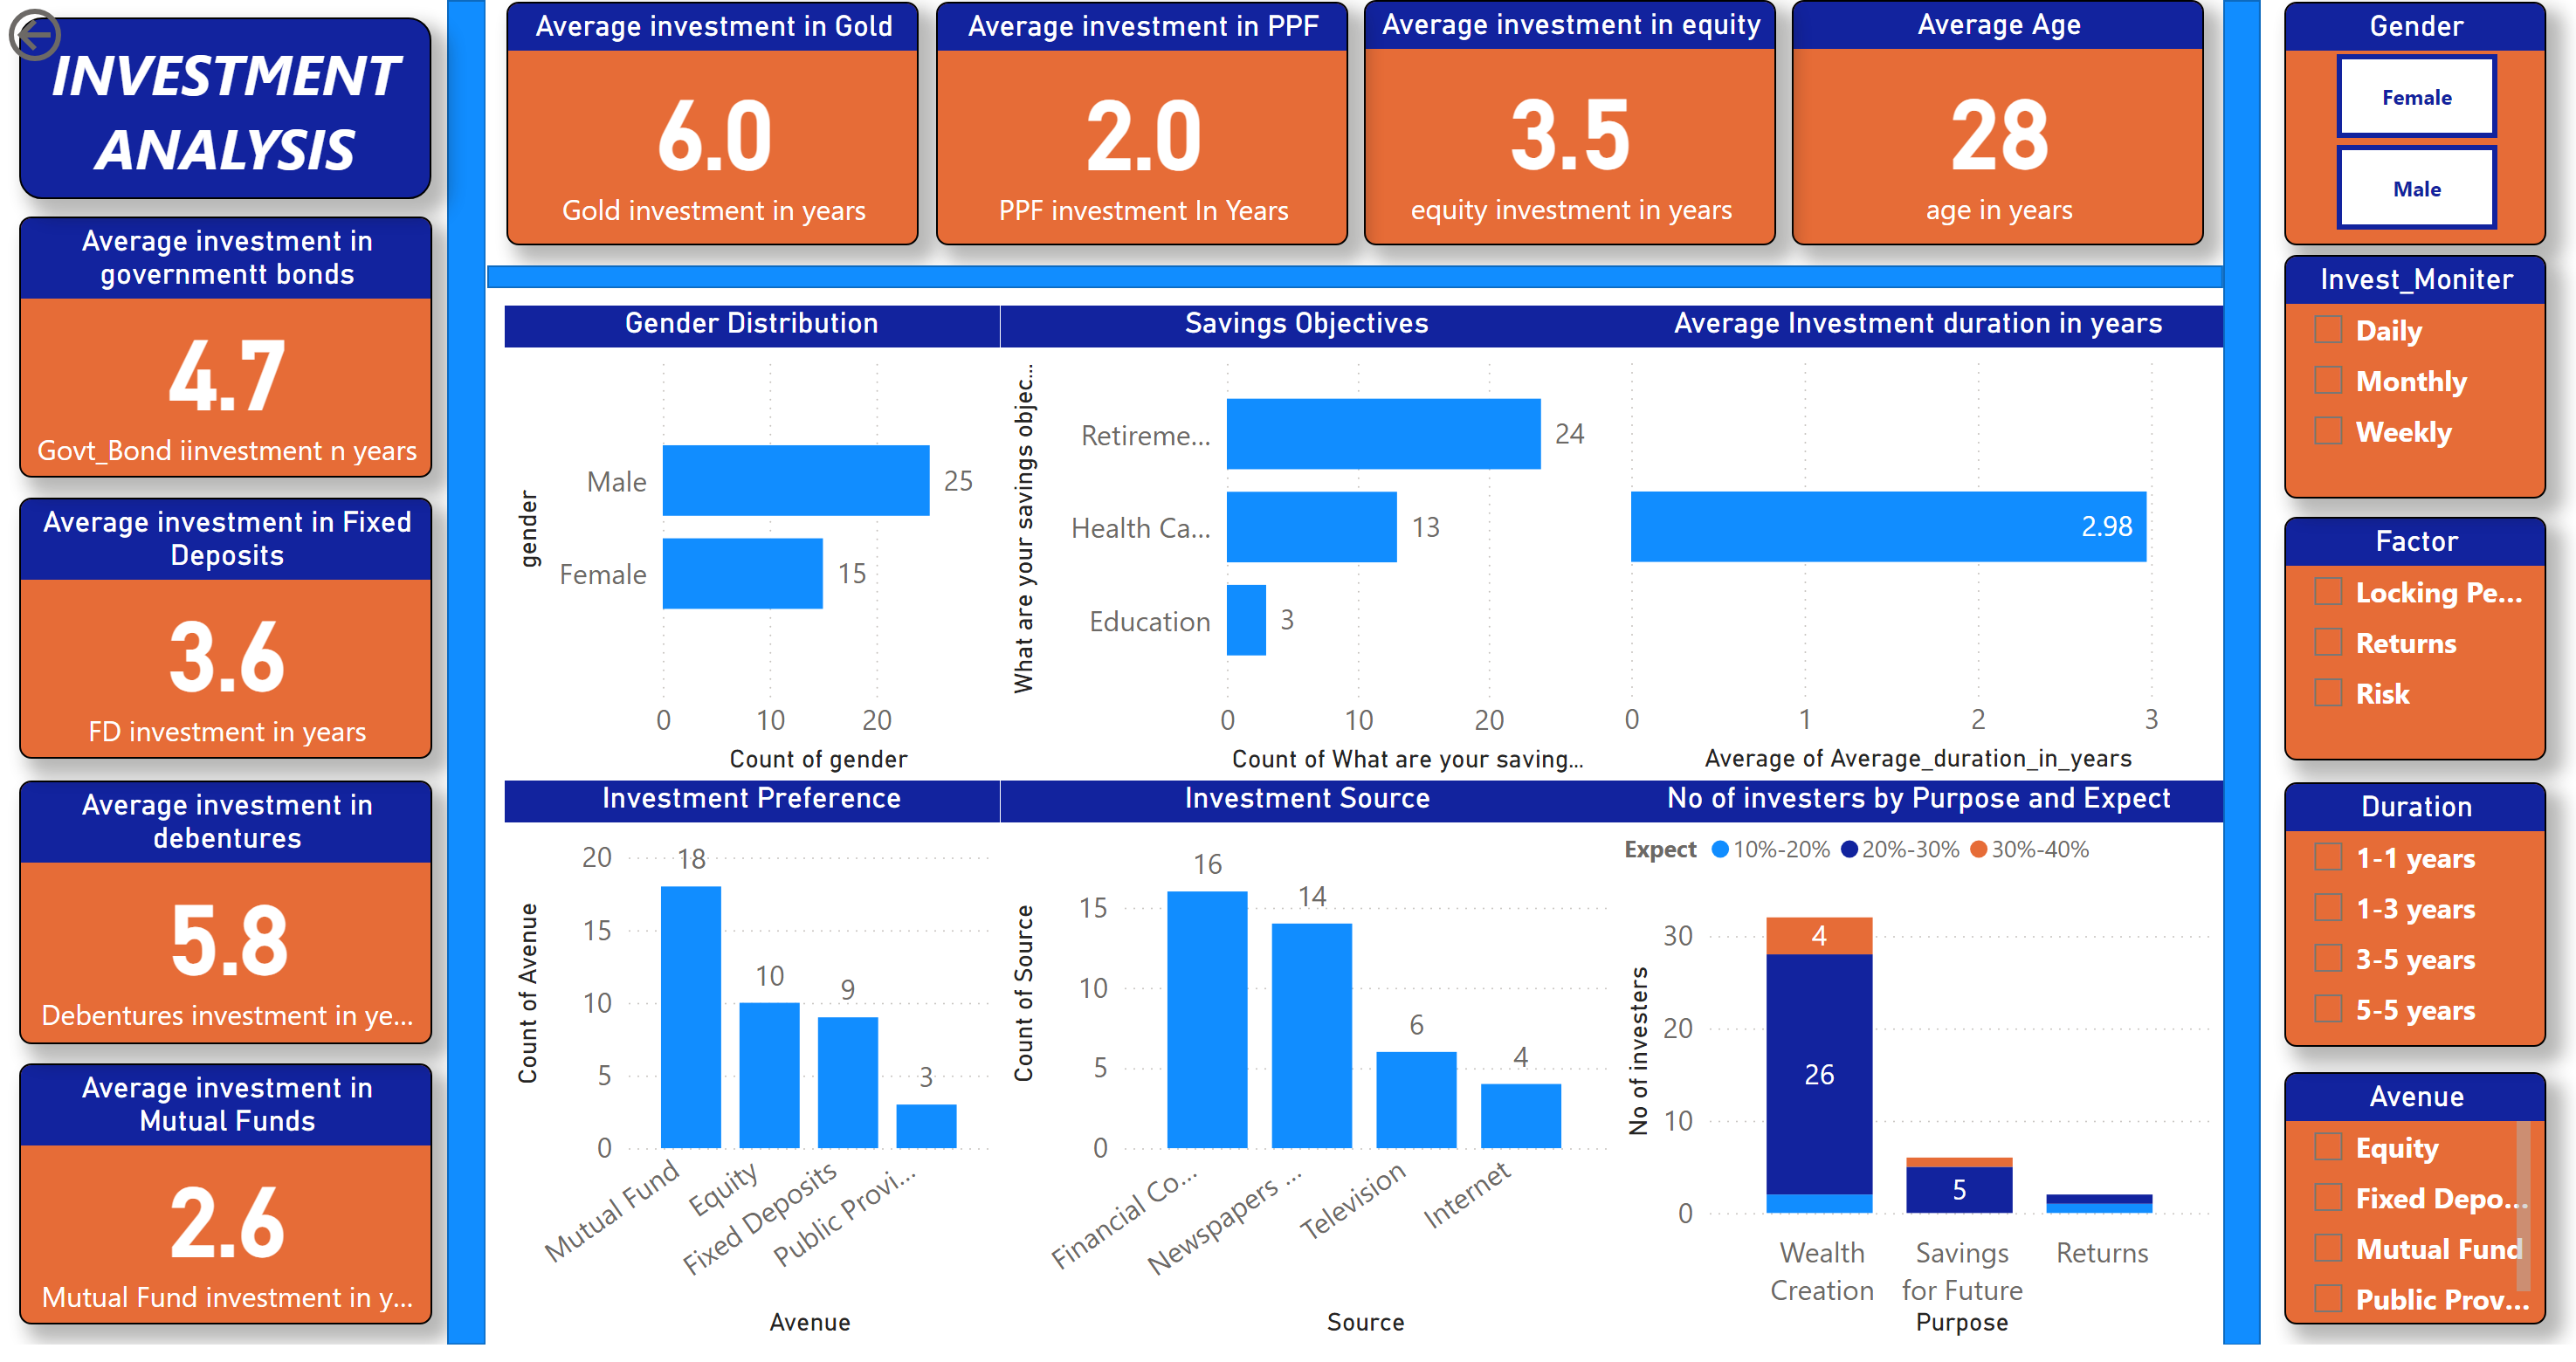 INVESTMENT
ANALYSIS
Average investment in
governmentt bonds
4.7
Govt_Bond iinvestment n years
Average investment in Fixed
Deposits
3.6
FD investment in years
Average investment in
debentures
5.8
Debentures investment in ye...
Average investment in
Mutual Funds
2.6
Mutual Fund investment in y...
Average investment in Gold
6.0
Gold investment in years
Average investment in PPF
2.0
PPF investment In Years
Average investment in equity
3.5
equity investment in years
Average Age
28
age in years
Gender Distribution
gender
Male
25
Female
15
0 10 20
Count of gender
Savings Objectives
What are your savings objec...
Retireme...
24
Health Ca...
13
Education
3
0 10 20
Count of What are your saving...
Average Investment duration in years
2.98
0 1 2 3
Average of Average_duration_in_years
Investment Preference
Count of Avenue
20
15
10
5
0
18
10
9
3
Mutual Fund
Equity
Fixed Deposits
Public Provi...
Avenue
Investment Source
Count of Source
15
10
5
0
16
14
6
4
Financial Co...
Newspapers ...
Television
Internet
Source
No of investers by Purpose and Expect
Expect 10%-20% 20%-30% 30%-40%
No of investers
30
20
10
0
4
26
5
Wealth
Creation
Savings
for Future
Returns
Purpose
Gender
Female
Male
Invest_Moniter
Daily
Monthly
Weekly
Factor
Locking Pe...
Returns
Risk
Duration
1-1 years
1-3 years
3-5 years
5-5 years
Avenue
Equity
Fixed Depo...
Mutual Fund
Public Prov...